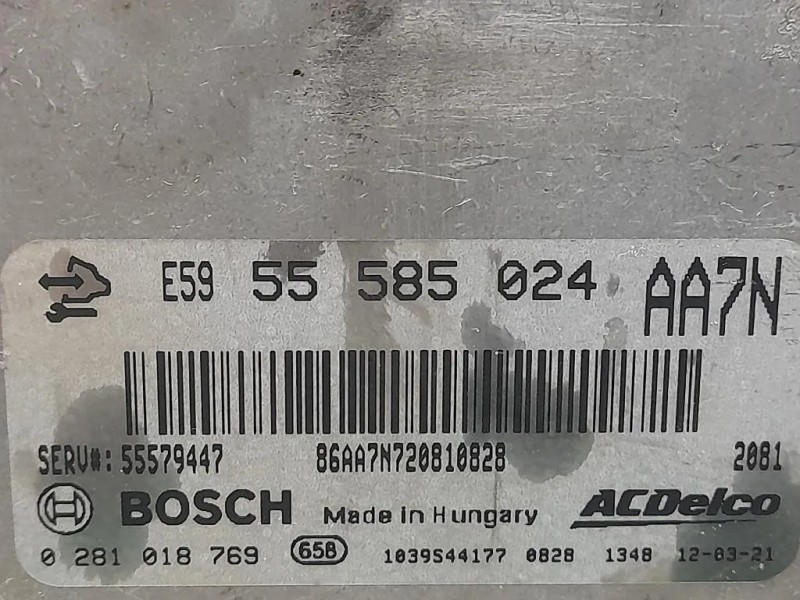 E59 55 585 024 AA7N
SERV#: 55579447 86AA7N720810828 2081
BOSCH Made in Hungary ACDelco
0 281 018 769 658 1039S44177 0828 1348 12-03-21